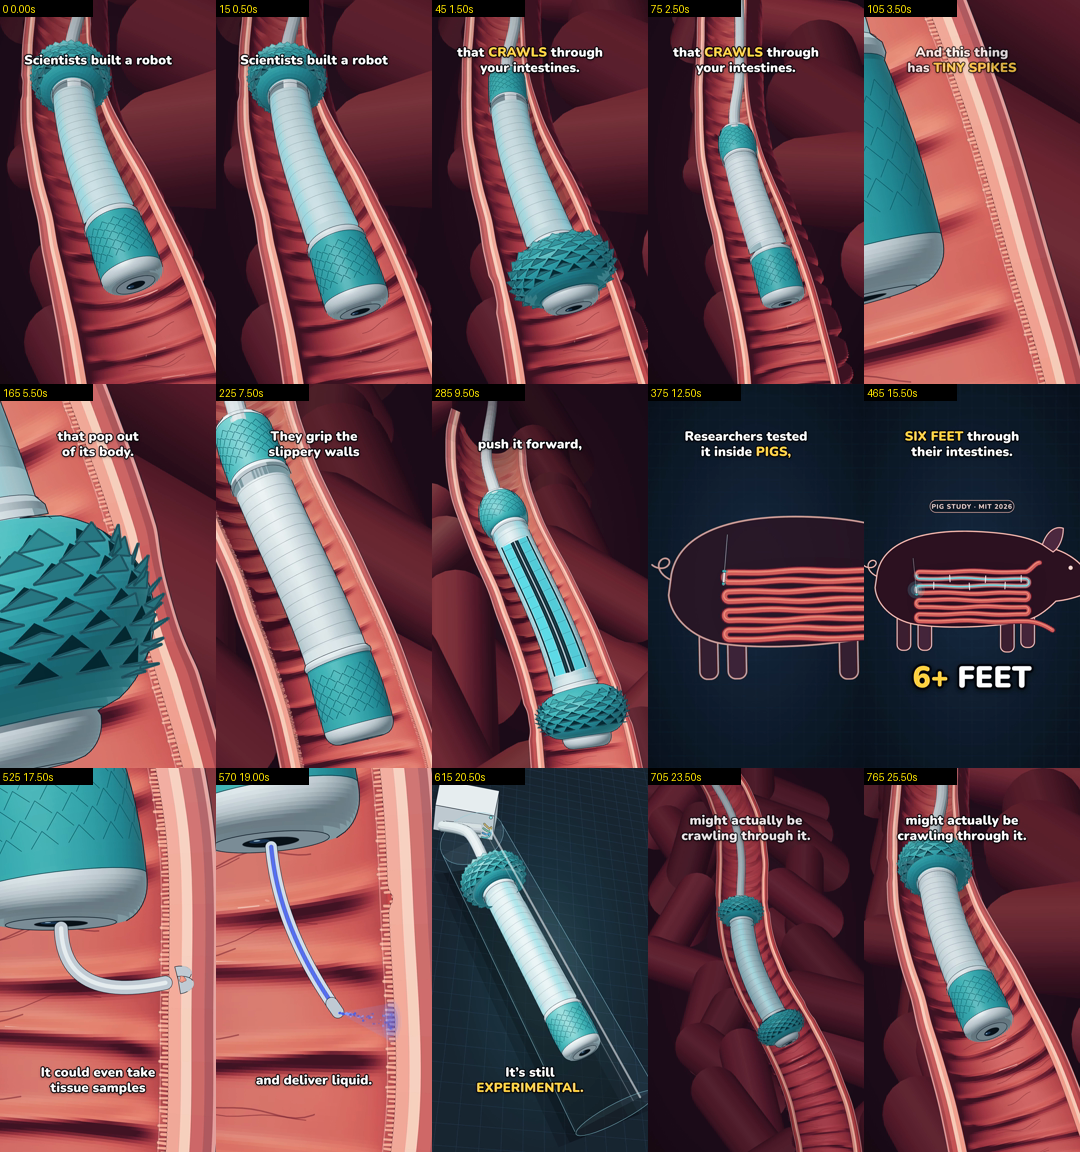 0 0.00s
Scientists built a robot
15 0.50s
Scientists built a robot
45 1.50s
that CRAWLS through
your intestines.
75 2.50s
that CRAWLS through
your intestines.
105 3.50s
And this thing
has TINY SPIKES
165 5.50s
that pop out
of its body.
225 7.50s
They grip the
slippery walls
285 9.50s
push it forward,
375 12.50s
Researchers tested
it inside PIGS,
465 15.50s
SIX FEET through
their intestines.
PIG STUDY · MIT 2026
6+ FEET
525 17.50s
It could even take
tissue samples
570 19.00s
and deliver liquid.
615 20.50s
It's still
EXPERIMENTAL.
705 23.50s
might actually be
crawling through it.
765 25.50s
might actually be
crawling through it.